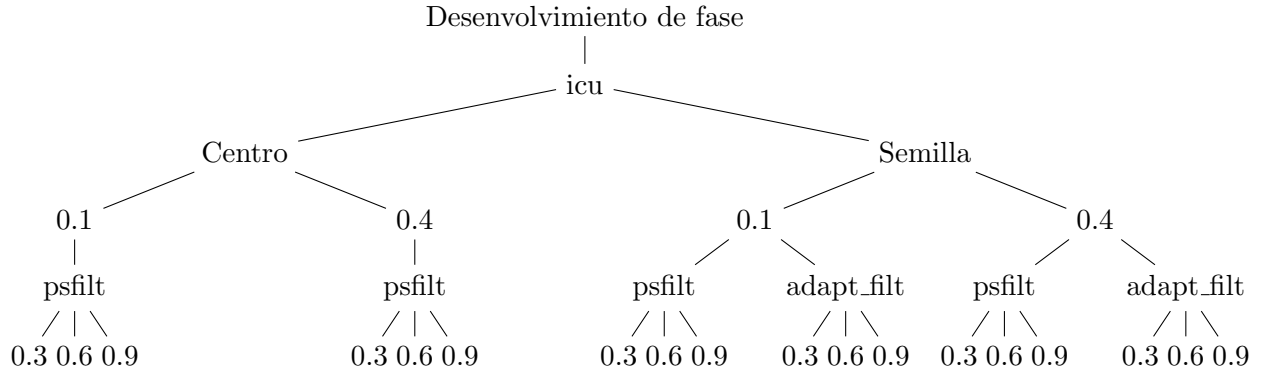 Desenvolvimiento de fase
icu
Centro Semilla
0.1 0.4 0.1 0.4
psfilt psfilt psfilt adapt_filt psfilt adapt_filt
0.3 0.6 0.9 0.3 0.6 0.9 0.3 0.6 0.9 0.3 0.6 0.9 0.3 0.6 0.9 0.3 0.6 0.9